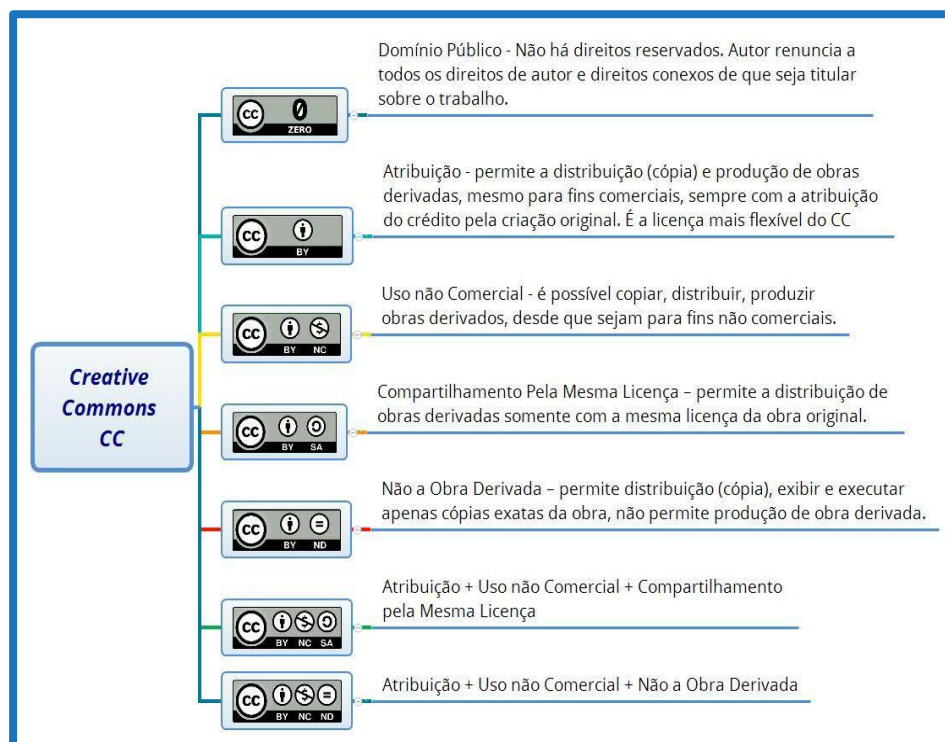 Domínio Público - Não há direitos reservados. Autor renuncia a
todos os direitos de autor e direitos conexos de que seja titular
sobre o trabalho.
cc
ZERO
Atribuição - permite a distribuição (cópia) e produção de obras
derivadas, mesmo para fins comerciais, sempre com a atribuição
do crédito pela criação original. É a licença mais flexível do CC
cc
BY
Uso não Comercial - é possível copiar, distribuir, produzir
obras derivados, desde que sejam para fins não comerciais.
cc
BY NC
Creative
Commons
CC
Compartilhamento Pela Mesma Licença – permite a distribuição de
obras derivadas somente com a mesma licença da obra original.
cc
BY SA
Não a Obra Derivada – permite distribuição (cópia), exibir e executar
apenas cópias exatas da obra, não permite produção de obra derivada.
cc
BY ND
Atribuição + Uso não Comercial + Compartilhamento
pela Mesma Licença
cc
BY NC SA
Atribuição + Uso não Comercial + Não a Obra Derivada
cc
BY NC ND